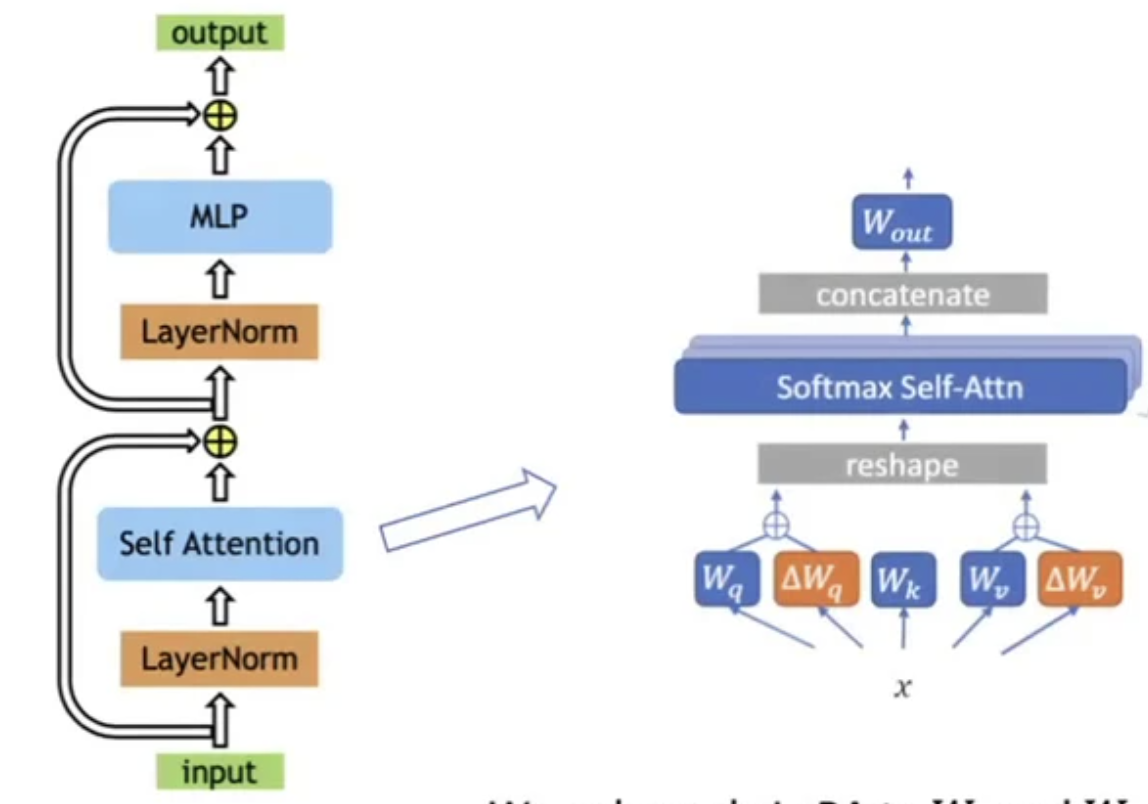 output
MLP
LayerNorm
Self Attention
LayerNorm
input
W_out
concatenate
Softmax Self-Attn
reshape
W_q ΔW_q W_k W_v ΔW_v
x